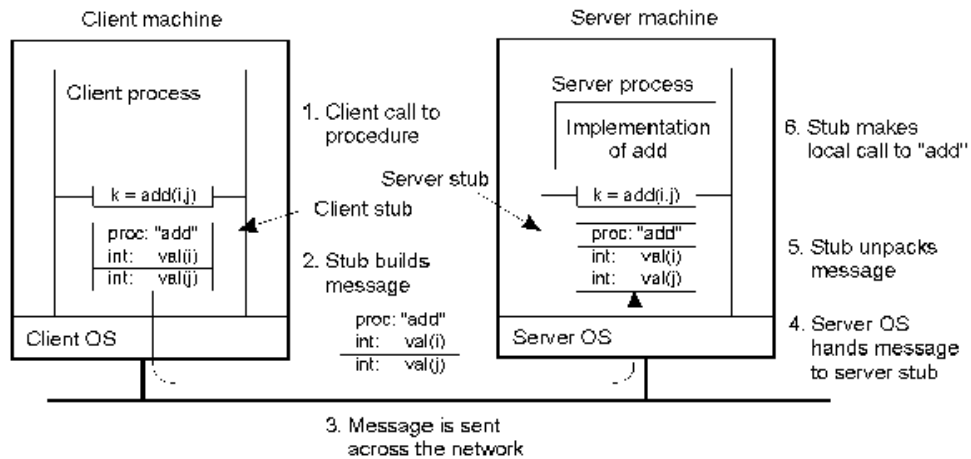 Client machine
Server machine
Client process
1. Client call to
procedure
Server process
Implementation
of add
6. Stub makes
local call to "add"
Server stub
k = add(i,j)
k = add(i,j)
Client stub
proc: "add"
int: val(i)
int: val(j)
proc: "add"
int: val(i)
int: val(j)
2. Stub builds
message
5. Stub unpacks
message
proc: "add"
int: val(i)
int: val(j)
Client OS
Server OS
4. Server OS
hands message
to server stub
3. Message is sent
across the network